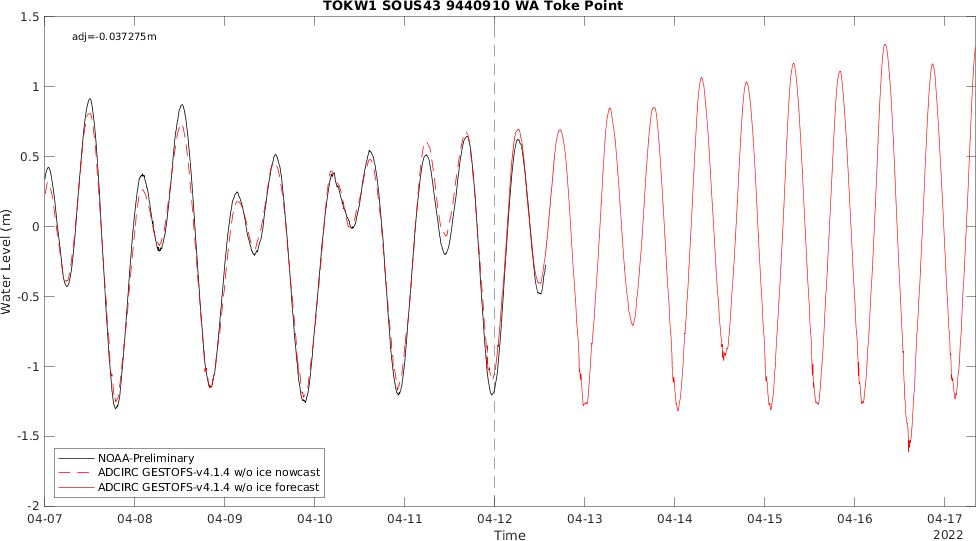 TOKW1 SOUS43 9440910 WA Toke Point
adj=-0.037275m
Water Level (m)
1.5
1
0.5
0
-0.5
-1
-1.5
-2
NOAA-Preliminary
ADCIRC GESTOFS-v4.1.4 w/o ice nowcast
ADCIRC GESTOFS-v4.1.4 w/o ice forecast
04-07 04-08 04-09 04-10 04-11 04-12 04-13 04-14 04-15 04-16 04-17
Time
2022